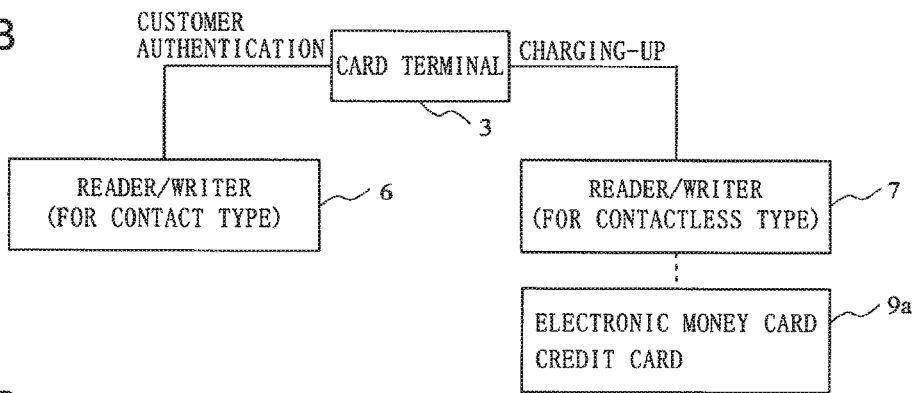 B
CUSTOMER
AUTHENTICATION
CARD TERMINAL
CHARGING-UP
3
READER/WRITER
(FOR CONTACT TYPE)
6
READER/WRITER
(FOR CONTACTLESS TYPE)
7
ELECTRONIC MONEY CARD
CREDIT CARD
9a